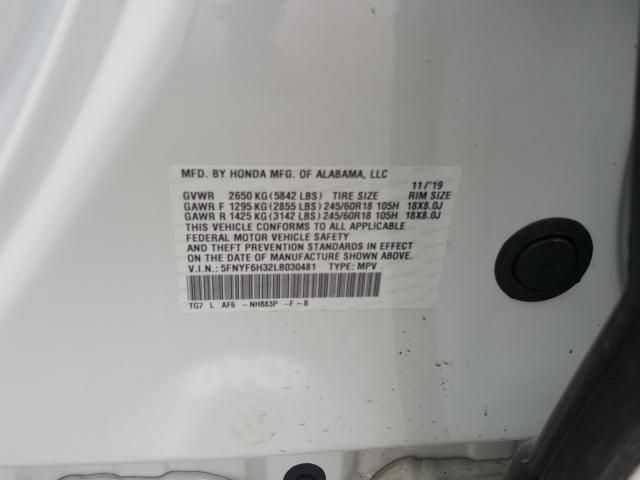 MFD. BY HONDA MFG. OF ALABAMA, LLC 11/'19
GVWR 2650 KG (5842 LBS) TIRE SIZE RIM SIZE
GAWR F 1295 KG (2855 LBS) 245/60R18 105H 18X8.0J
GAWR R 1425 KG (3142 LBS) 245/60R18 105H 18X8.0J
THIS VEHICLE CONFORMS TO ALL APPLICABLE
FEDERAL MOTOR VEHICLE SAFETY
AND THEFT PREVENTION STANDARDS IN EFFECT
ON THE DATE OF MANUFACTURE SHOWN ABOVE.
V.I.N.: 5FNYF6H32LB030481 TYPE: MPV
TG7 L AF6 -NH883P -F-B